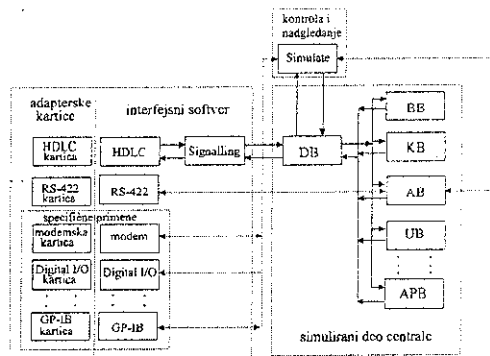 kontrola i
nadgledanje
Simulate
adapterske
kartice
interfejsni softver
HDLC
kartica
HDLC
Signalling
DB
BB
KB
RS-422
kartica
RS-422
AB
specifične primene
modemska
kartica
modem
UB
Digital I/O
kartica
Digital I/O
APB
GP-IB
kartica
GP-IB
simulirani deo centrale